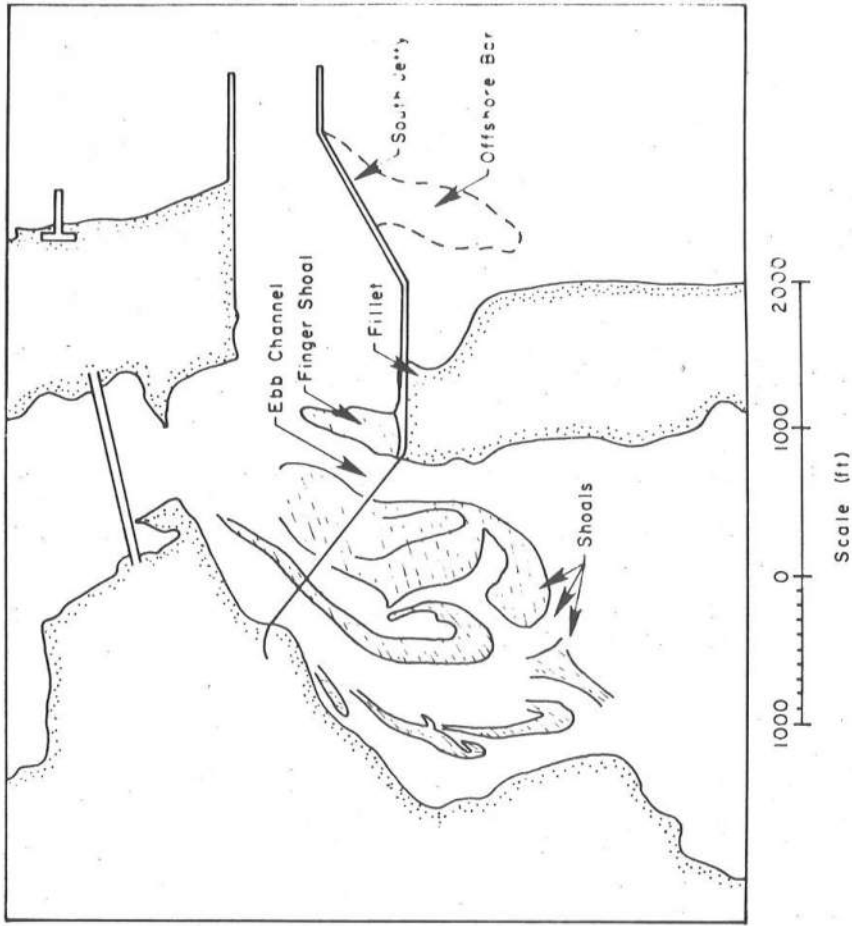 South Jetty
Offshore Bar
Ebb Channel
Finger Shoal
Fillet
Shoals
1000 0 1000 2000
Scale (ft)